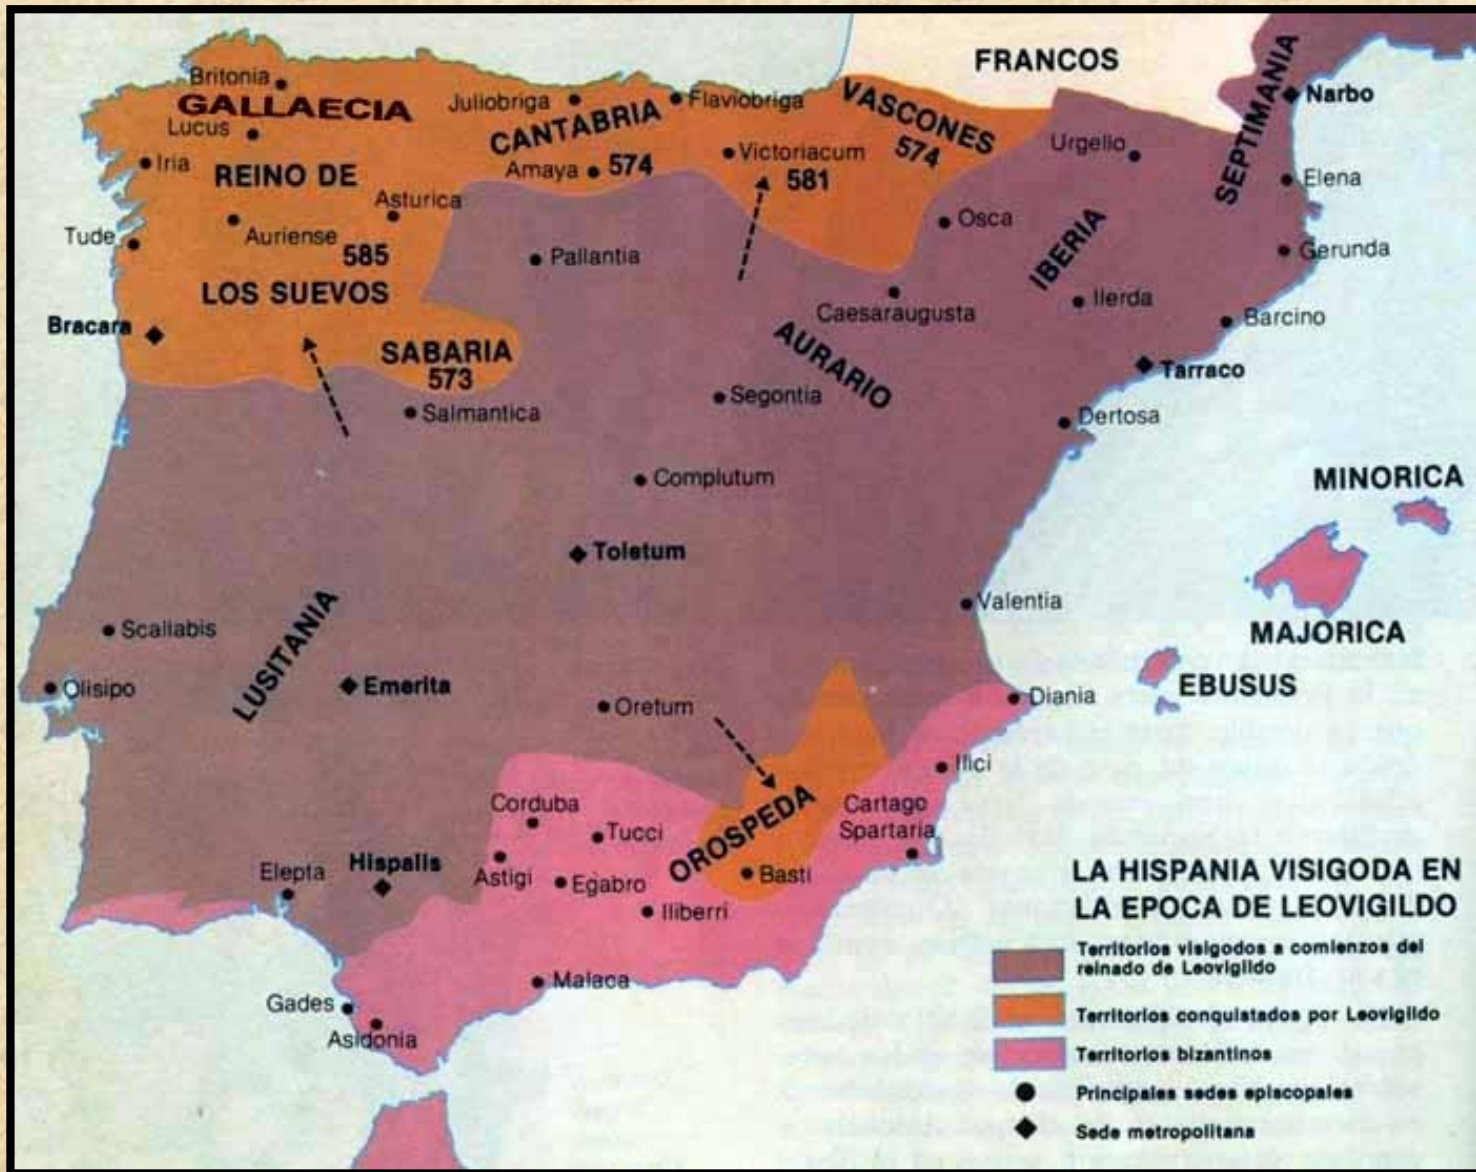 FRANCOS
SEPTIMANIA
Narbo
Britonia
GALLAECIA
Lucus
Iria
REINO DE
Juliobriga
CANTABRIA
Amaya
574
Flaviobriga
VASCONES
574
Victoriacum
581
Urgello
Elena
Asturica
Auriense
585
Tude
LOS SUEVOS
Pallantia
Osca
IBERIA
Gerunda
Ilerda
Caesaraugusta
Barcino
Bracara
SABARIA
573
AURARIO
Tarraco
Salmantica
Segontia
Dertosa
Complutum
MINORICA
Toletum
Valentia
MAJORICA
Scallabis
LUSITANIA
Olisipo
Emerita
Oretum
EBUSUS
Diania
Ilici
Corduba
Tucci
OROSPEDA
Cartago
Spartaria
Elepta
Hispalis
Astigi
Egabro
Basti
Iliberri
Malaca
Gades
Asidonia
LA HISPANIA VISIGODA EN
LA EPOCA DE LEOVIGILDO
Territorios visigodos a comienzos del
reinado de Leovigildo
Territorios conquistados por Leovigildo
Territorios bizantinos
Principales sedes episcopales
Sede metropolitana